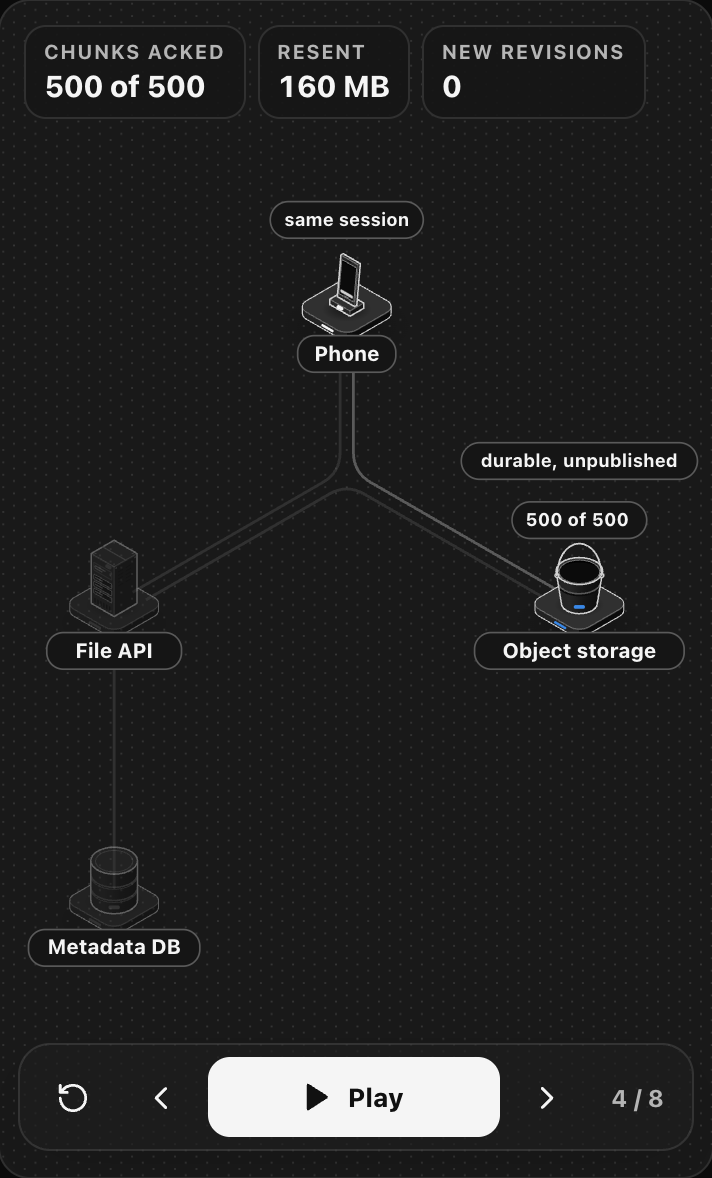 CHUNKS ACKED
500 of 500
RESENT
160 MB
NEW REVISIONS
0
same session
Phone
durable, unpublished
500 of 500
File API
Object storage
Metadata DB
Play
4 / 8